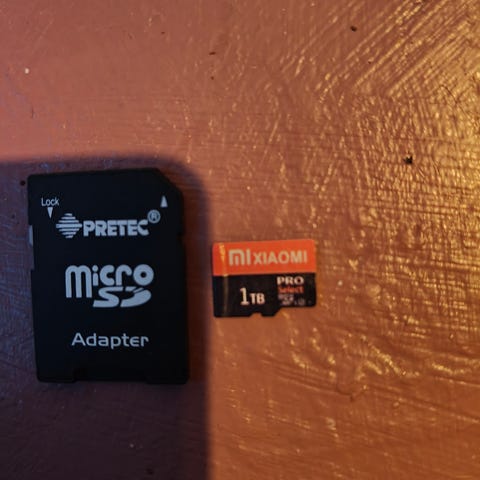 Lock
PRETEC®
Micro
SD
Adapter
mi XIAOMI
PRO
Select
1TB